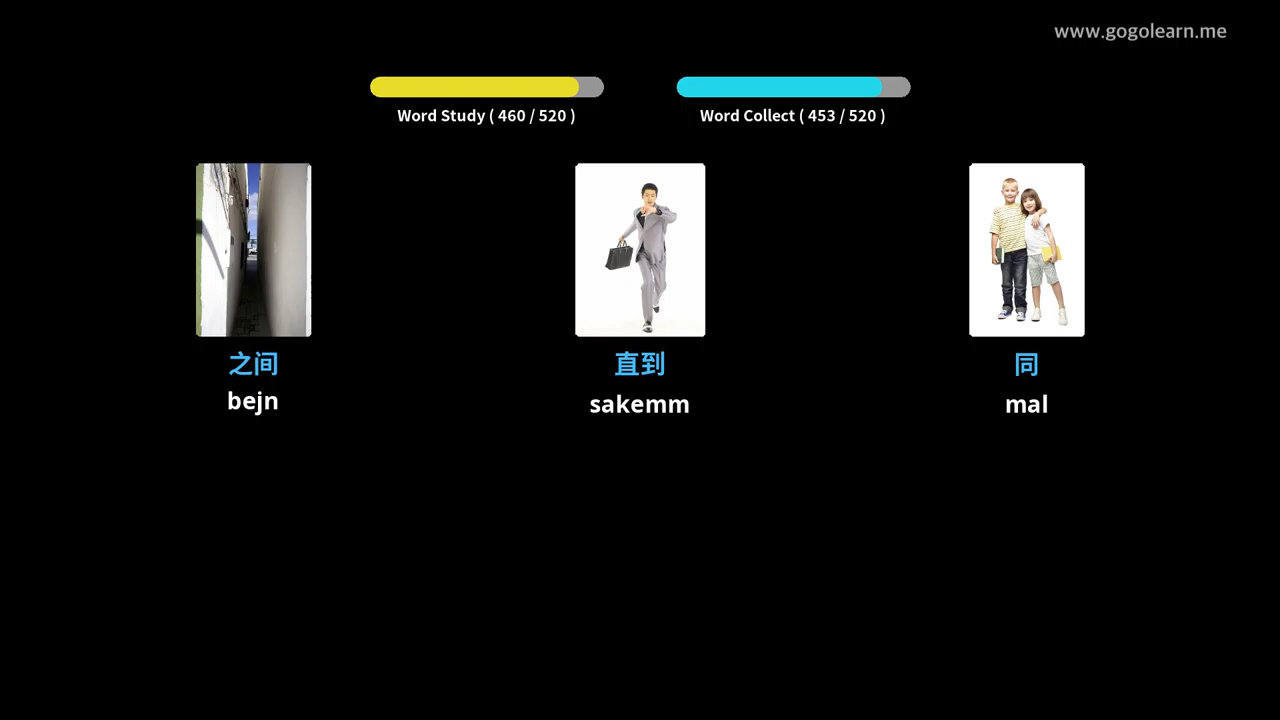 www.gogolearn.me
Word Study ( 460 / 520 )
Word Collect ( 453 / 520 )
之间
bejn
直到
sakemm
同
mal